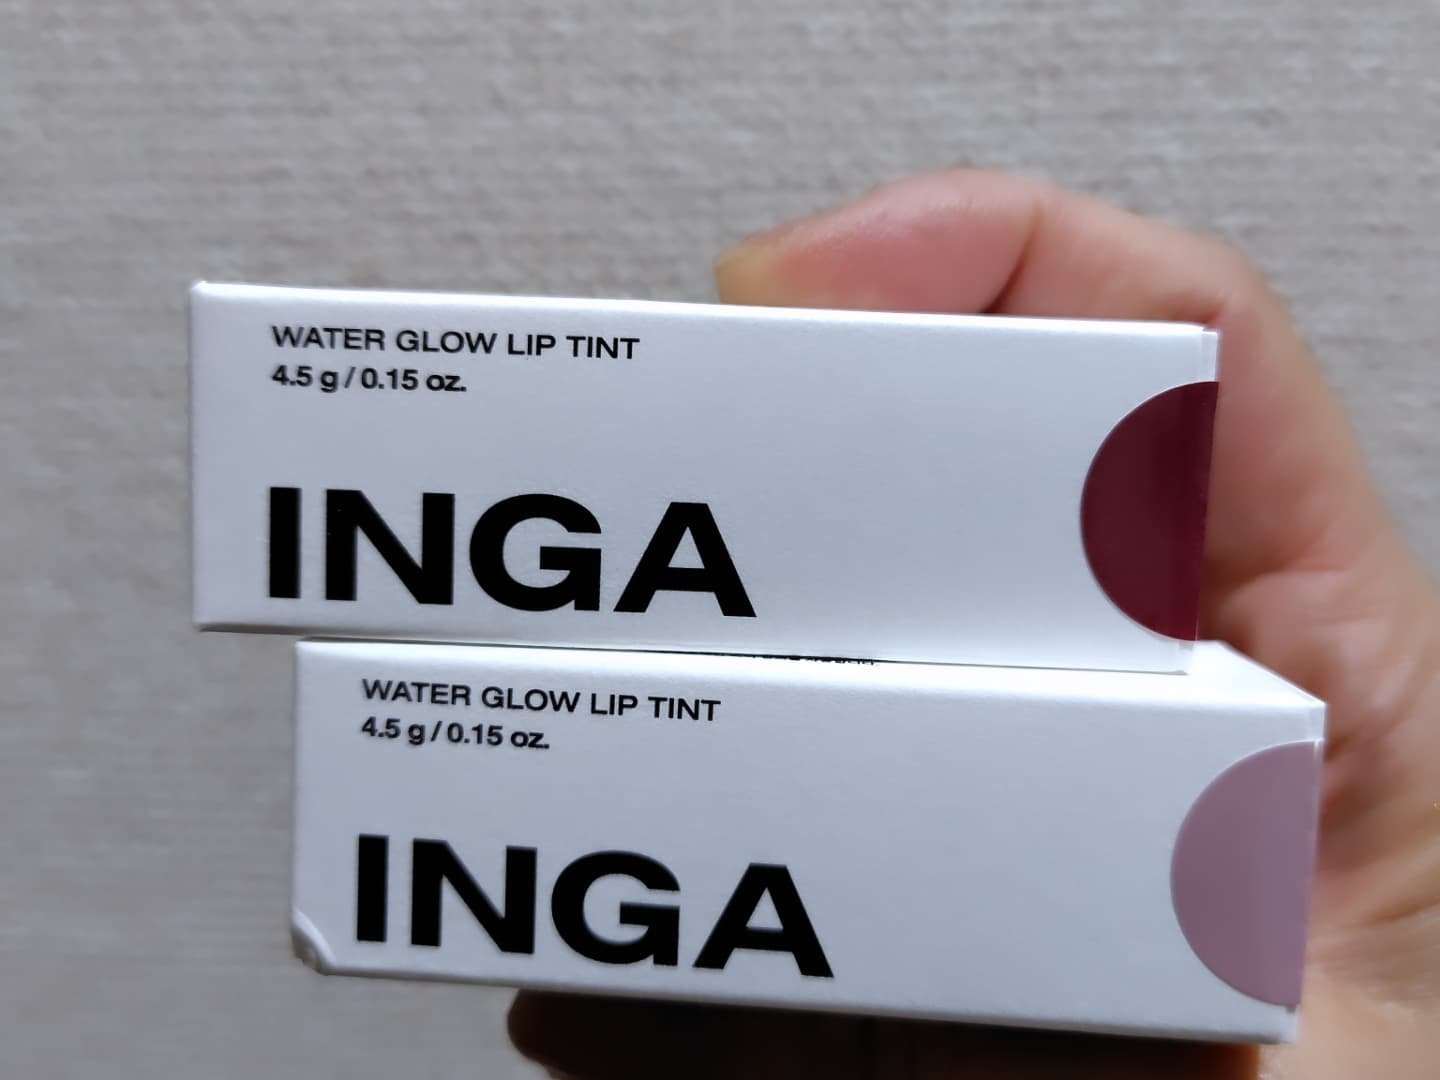 WATER GLOW LIP TINT
4.5 g / 0.15 oz.
INGA
WATER GLOW LIP TINT
4.5 g / 0.15 oz.
INGA